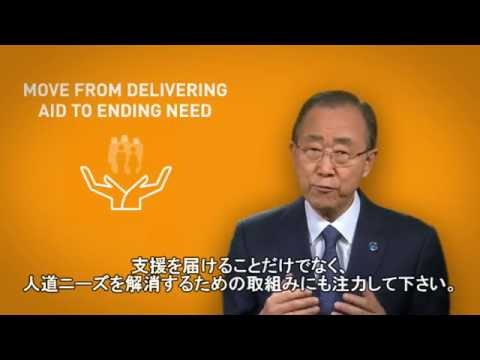 MOVE FROM DELIVERING
AID TO ENDING NEED
支援を届けることだけでなく、
人道ニーズを解消するための取組みにも注力して下さい。